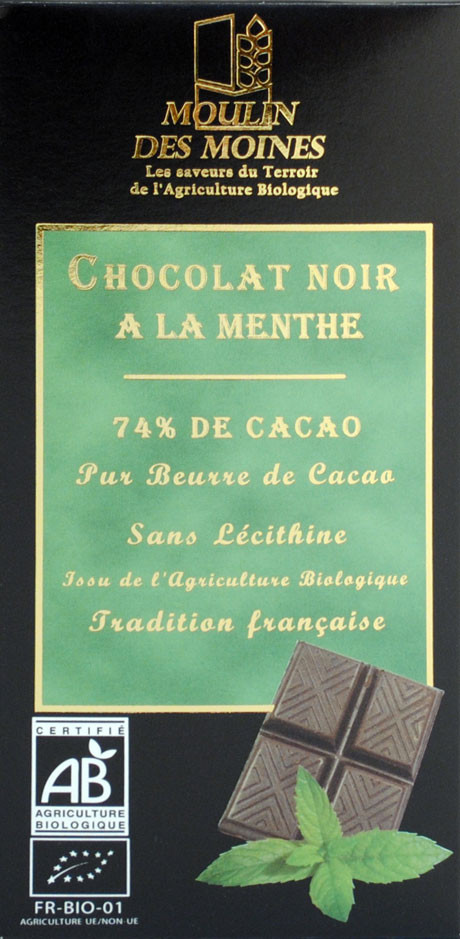 MOULIN
DES MOINES
Les saveurs du Terroir
de l'Agriculture Biologique
CHOCOLAT NOIR
A LA MENTHE
74% DE CACAO
Pur Beurre de Cacao
Sans Lécithine
Issu de l'Agriculture Biologique
Tradition française
CERTIFIÉ
AB
AGRICULTURE
BIOLOGIQUE
FR-BIO-01
AGRICULTURE UE/NON-UE